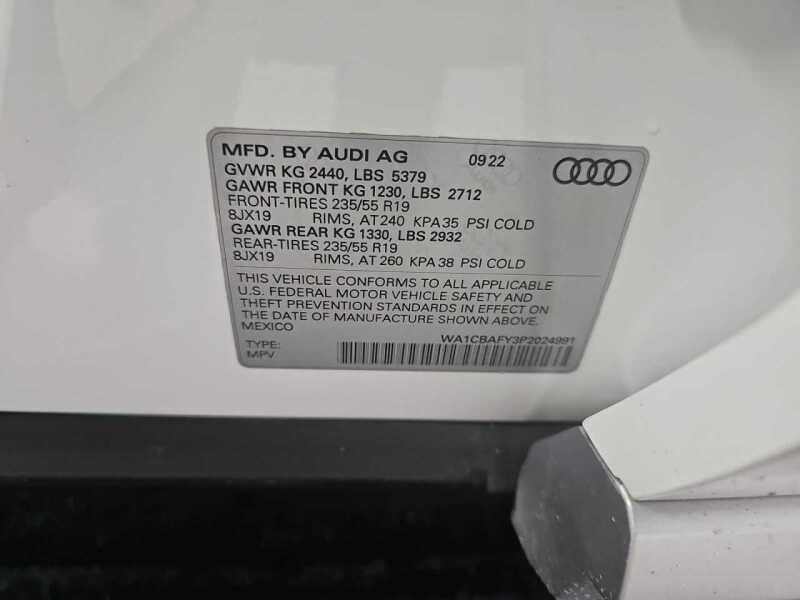 MFD. BY AUDI AG 09 22
GVWR KG 2440, LBS 5379
GAWR FRONT KG 1230, LBS 2712
FRONT-TIRES 235/55 R19
8JX19 RIMS, AT 240 KPA 35 PSI COLD
GAWR REAR KG 1330, LBS 2932
REAR-TIRES 235/55 R19
8JX19 RIMS, AT 260 KPA 38 PSI COLD
THIS VEHICLE CONFORMS TO ALL APPLICABLE
U.S. FEDERAL MOTOR VEHICLE SAFETY AND
THEFT PREVENTION STANDARDS IN EFFECT ON
THE DATE OF MANUFACTURE SHOWN ABOVE.
MEXICO
TYPE: WA1CBAFY3P2024991
MPV